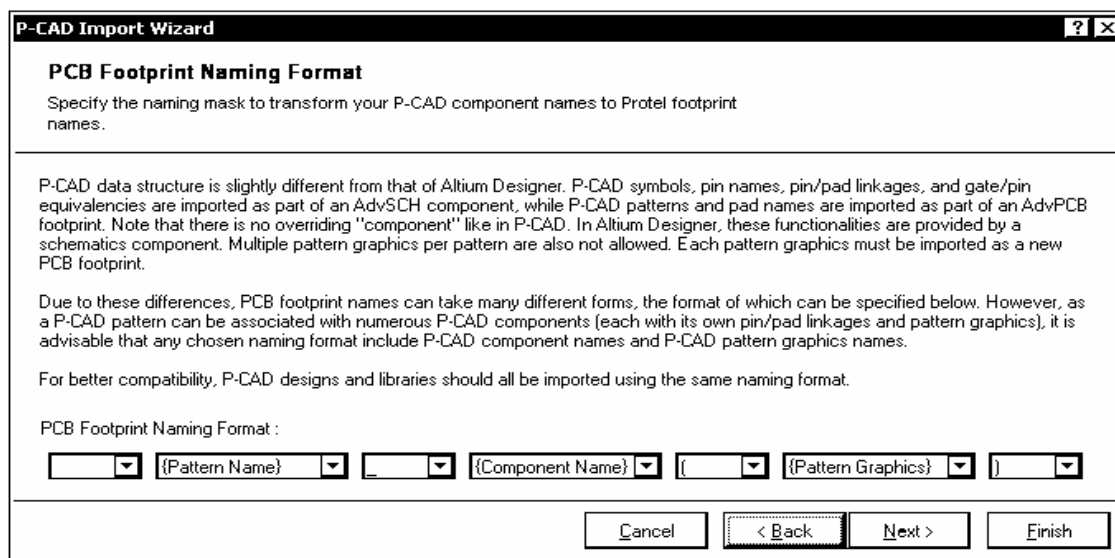 P-CAD Import Wizard
PCB Footprint Naming Format
Specify the naming mask to transform your P-CAD component names to Protel footprint
names.
P-CAD data structure is slightly different from that of Altium Designer. P-CAD symbols, pin names, pin/pad linkages, and gate/pin
equivalencies are imported as part of an AdvSCH component, while P-CAD patterns and pad names are imported as part of an AdvPCB
footprint. Note that there is no overriding "component" like in P-CAD. In Altium Designer, these functionalities are provided by a
schematics component. Multiple pattern graphics per pattern are also not allowed. Each pattern graphics must be imported as a new
PCB footprint.
Due to these differences, PCB footprint names can take many different forms, the format of which can be specified below. However, as
a P-CAD pattern can be associated with numerous P-CAD components (each with its own pin/pad linkages and pattern graphics), it is
advisable that any chosen naming format include P-CAD component names and P-CAD pattern graphics names.
For better compatibility, P-CAD designs and libraries should all be imported using the same naming format.
PCB Footprint Naming Format :
{Pattern Name} _ {Component Name} ( {Pattern Graphics} )
Cancel < Back Next > Finish